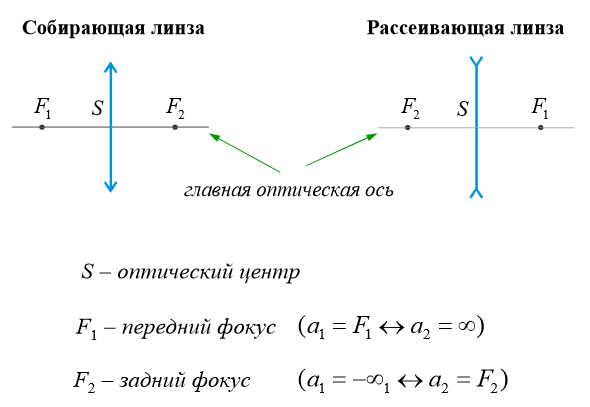 Собирающая линза Рассеивающая линза
F₁ S F₂ F₂ S F₁
главная оптическая ось
S – оптический центр
F₁ – передний фокус (a₁ = F₁ ↔ a₂ = ∞)
F₂ – задний фокус (a₁ = –∞₁ ↔ a₂ = F₂)